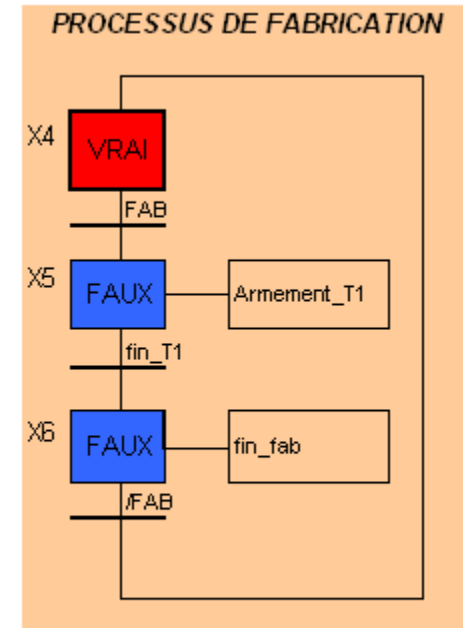 PROCESSUS DE FABRICATION
X4
VRAI
FAB
X5
FAUX
Armement_T1
fin_T1
X6
FAUX
fin_fab
/FAB